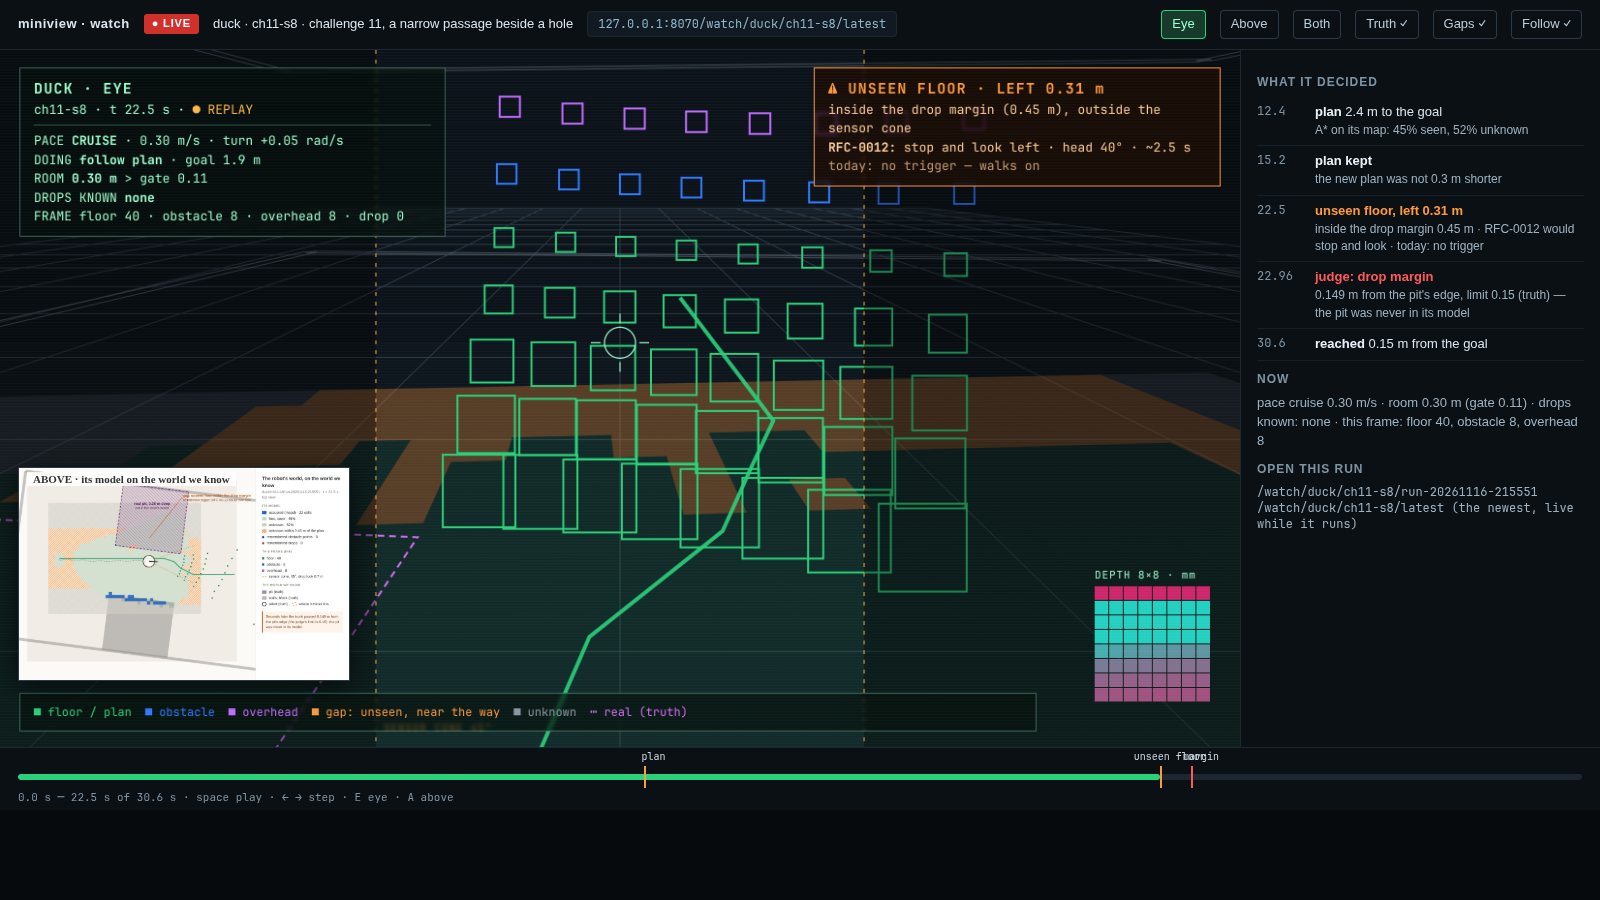 miniview · watch
● LIVE
duck · ch11-s8 · challenge 11, a narrow passage beside a hole
127.0.0.1:8070/watch/duck/ch11-s8/latest
Eye
Above
Both
Truth ✓
Gaps ✓
Follow ✓
DUCK · EYE
ch11-s8 · t 22.5 s · ● REPLAY
PACE CRUISE · 0.30 m/s · turn +0.05 rad/s
DOING follow plan · goal 1.9 m
ROOM 0.30 m > gate 0.11
DROPS KNOWN none
FRAME floor 40 · obstacle 8 · overhead 8 · drop 0
⚠ UNSEEN FLOOR · LEFT 0.31 m
inside the drop margin (0.45 m), outside the
sensor cone
RFC-0012: stop and look left · head 40° · ~2.5 s
today: no trigger — walks on
ABOVE · its model on the world we know
The robot's world, on the world we
know
DEPTH 8×8 · mm
■ floor / plan ■ obstacle ■ overhead ■ gap: unseen, near the way ■ unknown ┅ real (truth)
WHAT IT DECIDED
12.4 plan 2.4 m to the goal
A* on its map: 45% seen, 52% unknown
15.2 plan kept
the new plan was not 0.3 m shorter
22.5 unseen floor, left 0.31 m
inside the drop margin 0.45 m · RFC-0012 would
stop and look · today: no trigger
22.96 judge: drop margin
0.149 m from the pit's edge, limit 0.15 (truth) —
the pit was never in its model
30.6 reached 0.15 m from the goal
NOW
pace cruise 0.30 m/s · room 0.30 m (gate 0.11) · drops
known: none · this frame: floor 40, obstacle 8, overhead
8
OPEN THIS RUN
/watch/duck/ch11-s8/run-20261116-215551
/watch/duck/ch11-s8/latest (the newest, live
while it runs)
plan
unseen
margin
0.0 s — 22.5 s of 30.6 s · space play · ← → step · E eye · A above